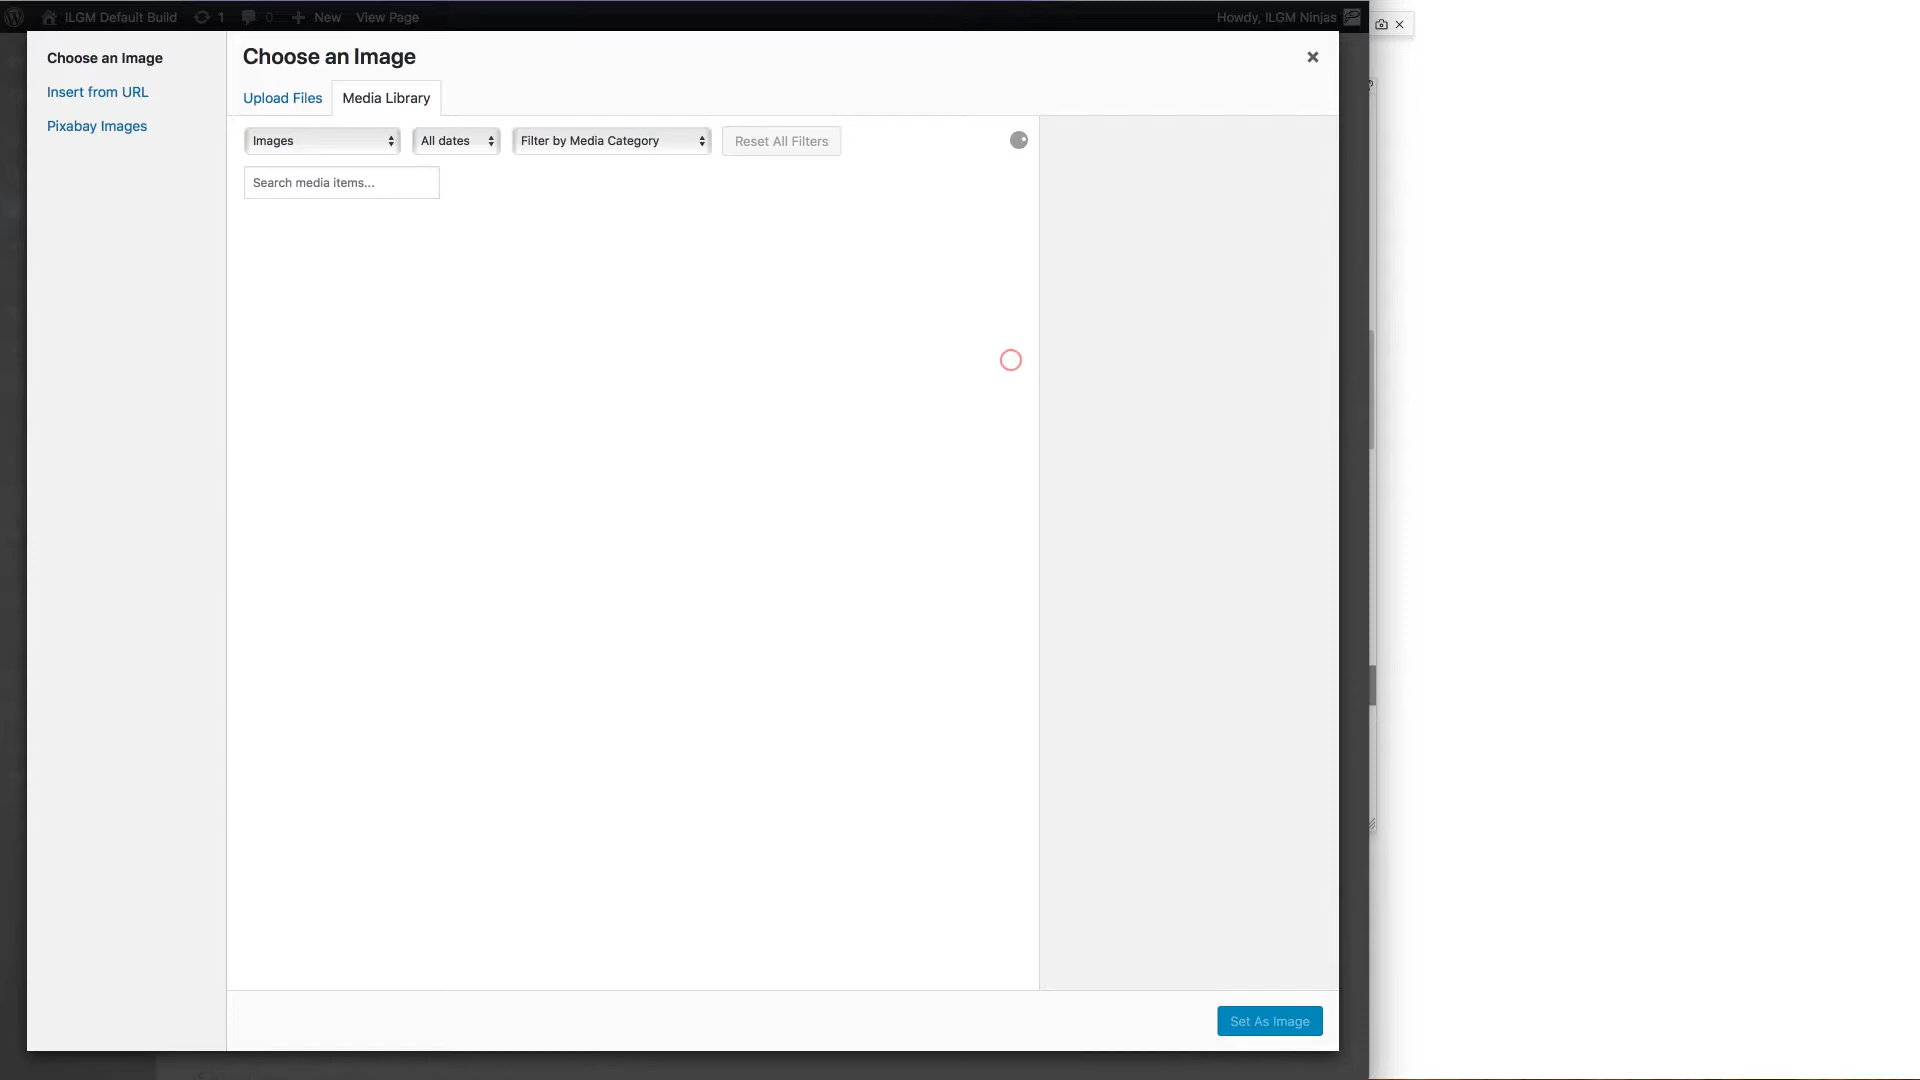 ILGM Default Build 1 0 New View Page Howdy, ILGM Ninjas
Choose an Image
Insert from URL
Pixabay Images
Choose an Image
Upload Files Media Library
Images All dates Filter by Media Category Reset All Filters
Search media items...
Set As Image